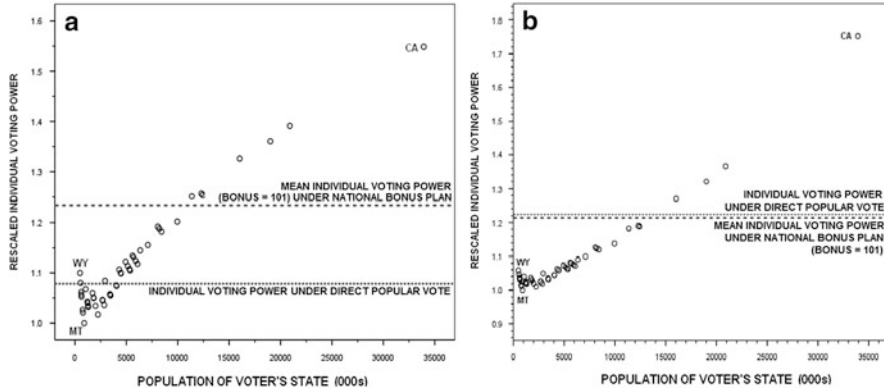 a
RESCALED INDIVIDUAL VOTING POWER
1.6
1.5
1.4
1.3
1.2
1.1
1.0
CA
MEAN INDIVIDUAL VOTING POWER
(BONUS = 101) UNDER NATIONAL BONUS PLAN
WY
INDIVIDUAL VOTING POWER UNDER DIRECT POPULAR VOTE
MT
0 5000 10000 15000 20000 25000 30000 35000
POPULATION OF VOTER'S STATE (000s)
b
RESCALED INDIVIDUAL VOTING POWER
1.8
1.7
1.6
1.5
1.4
1.3
1.2
1.1
1.0
0.9
CA
INDIVIDUAL VOTING POWER
UNDER DIRECT POPULAR VOTE
MEAN INDIVIDUAL VOTING POWER
UNDER NATIONAL BONUS PLAN
(BONUS = 101)
WY
MT
0 5000 10000 15000 20000 25000 30000 35000
POPULATION OF VOTER'S STATE (000s)